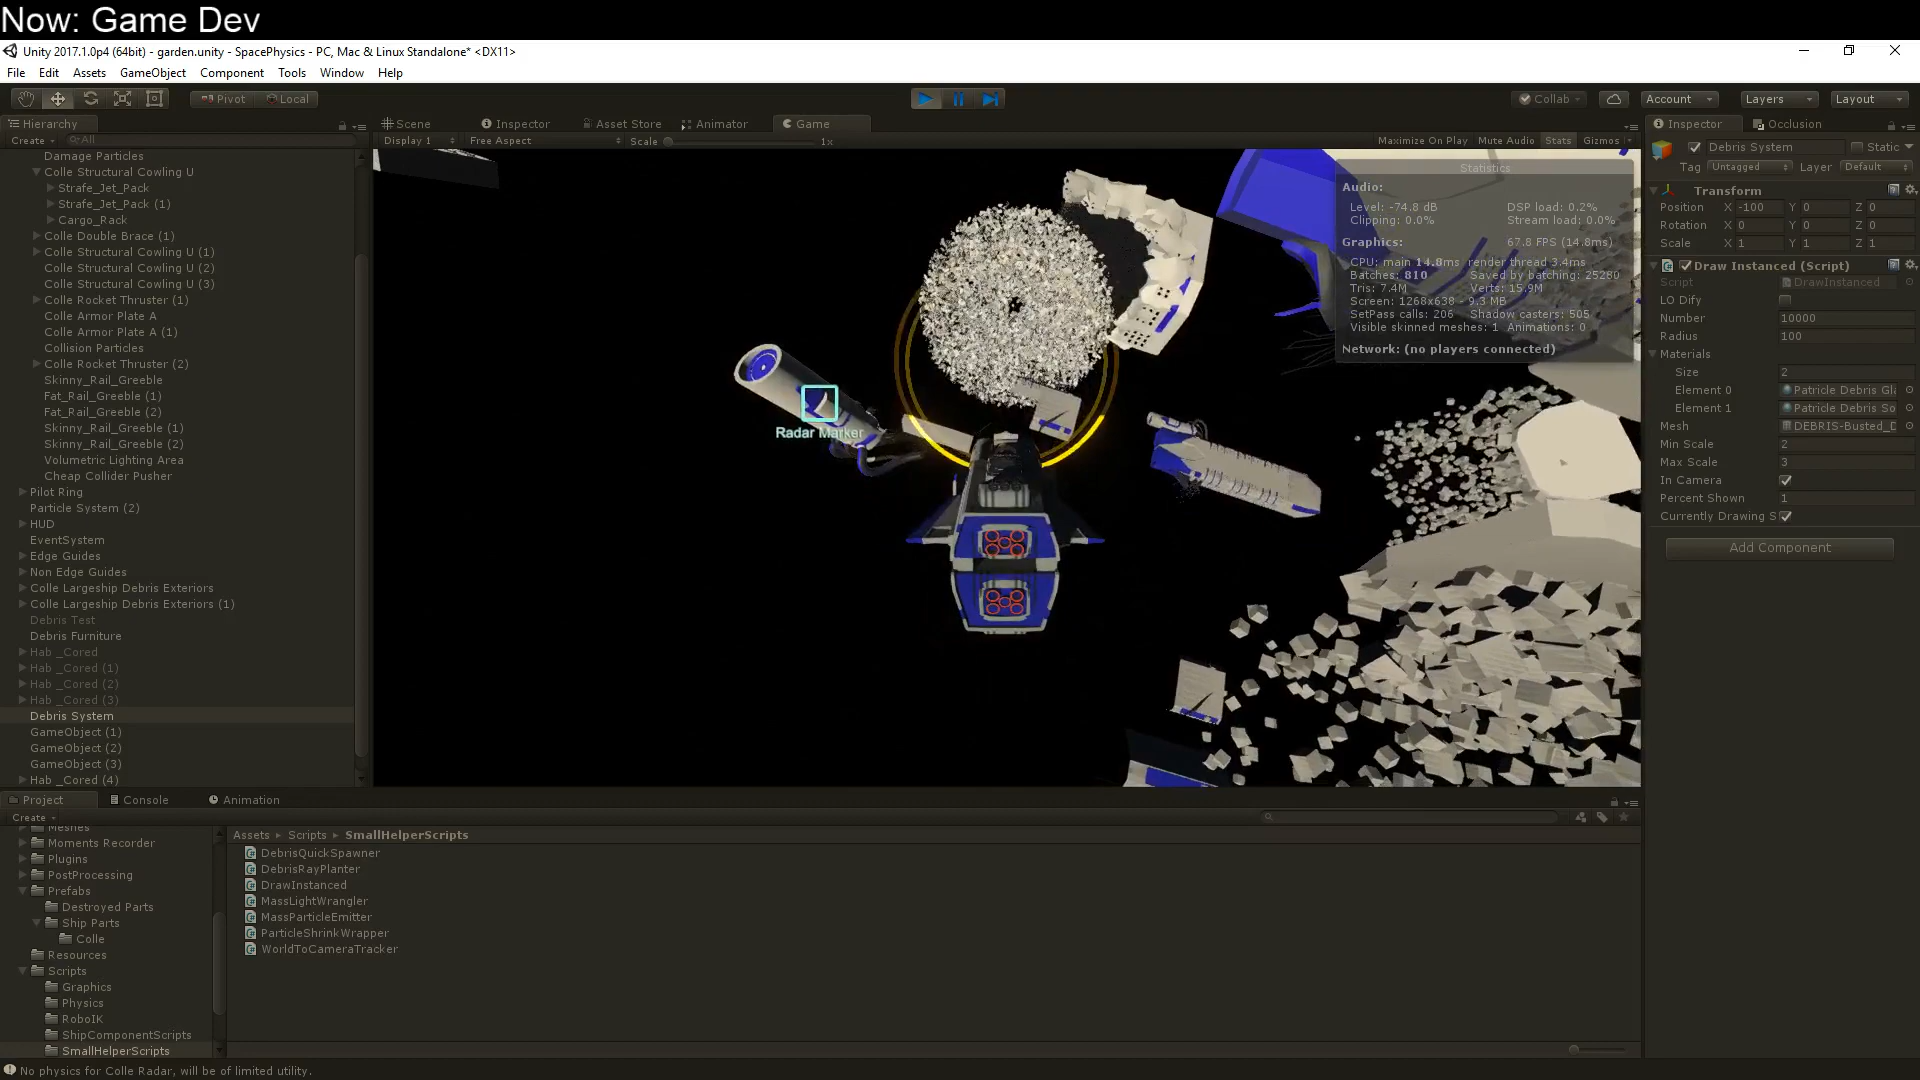 Now: Game Dev
Unity 2017.1.0p4 (64bit) - garden.unity - SpacePhysics - PC, Mac & Linux Standalone* <DX11>
File Edit Assets GameObject Component Tools Window Help
Pivot Local Collab Account Layers Layout
Hierarchy Scene Inspector Asset Store Animator Game Inspector Occlusion
Create All Display 1 Free Aspect Scale 1x Maximize On Play Mute Audio Stats Gizmos
Debris System Static
Tag Untagged Layer Default
Transform
Position X -100 Y 0 Z 0
Rotation X 0 Y 0 Z 0
Scale X 1 Y 1 Z 1
Draw Instanced (Script)
Script DrawInstanced
LO Dify
Number 10000
Radius 100
Materials
Size 2
Element 0 Patricle Debris Gl
Element 1 Patricle Debris So
Mesh DEBRIS-Busted_D
Min Scale 2
Max Scale 3
In Camera
Percent Shown 1
Currently Drawing S
Add Component
Statistics
Audio:
Level: -74.8 dB DSP load: 0.2%
Clipping: 0.0% Stream load: 0.0%
Graphics: 67.8 FPS (14.8ms)
CPU: main 14.8ms render thread 3.4ms
Batches: 810 Saved by batching: 25280
Tris: 7.4M Verts: 15.9M
Screen: 1268x638 - 9.3 MB
SetPass calls: 206 Shadow casters: 505
Visible skinned meshes: 1 Animations: 0
Network: (no players connected)
Radar Marker
Damage Particles
Colle Structural Cowling U
Strafe_Jet_Pack
Strafe_Jet_Pack (1)
Cargo_Rack
Colle Double Brace (1)
Colle Structural Cowling U (1)
Colle Structural Cowling U (2)
Colle Structural Cowling U (3)
Colle Rocket Thruster (1)
Colle Armor Plate A
Colle Armor Plate A (1)
Collision Particles
Colle Rocket Thruster (2)
Skinny_Rail_Greeble
Fat_Rail_Greeble (1)
Fat_Rail_Greeble (2)
Skinny_Rail_Greeble (1)
Skinny_Rail_Greeble (2)
Volumetric Lighting Area
Cheap Collider Pusher
Pilot Ring
Particle System (2)
HUD
EventSystem
Edge Guides
Non Edge Guides
Colle Largeship Debris Exteriors
Colle Largeship Debris Exteriors (1)
Debris Test
Debris Furniture
Hab _Cored
Hab _Cored (1)
Hab _Cored (2)
Hab _Cored (3)
Debris System
GameObject (1)
GameObject (2)
GameObject (3)
Hab _Cored (4)
Project Console Animation
Create
Meshes
Moments Recorder
Plugins
PostProcessing
Prefabs
Destroyed Parts
Ship Parts
Colle
Resources
Scripts
Graphics
Physics
RoboIK
ShipComponentScripts
SmallHelperScripts
Assets Scripts SmallHelperScripts
DebrisQuickSpawner
DebrisRayPlanter
DrawInstanced
MassLightWrangler
MassParticleEmitter
ParticleShrinkWrapper
WorldToCameraTracker
No physics for Colle Radar, will be of limited utility.